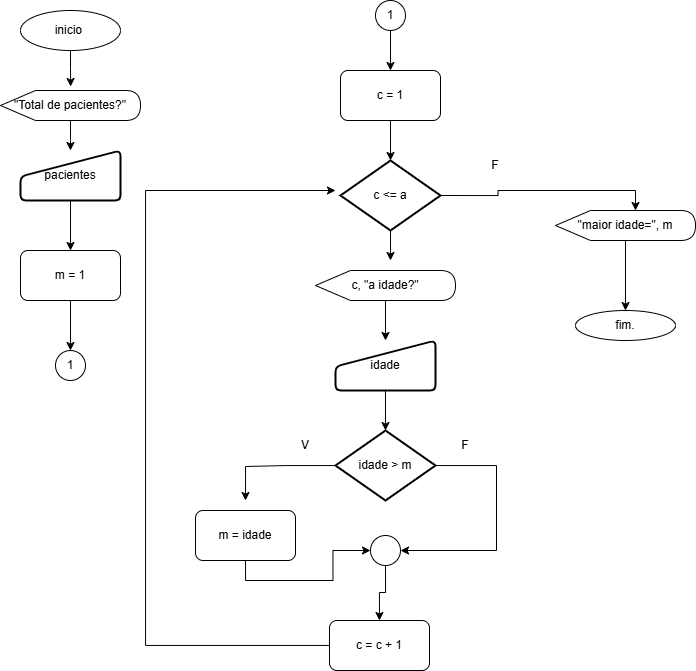 inicio
"Total de pacientes?"
pacientes
m = 1
1
1
c = 1
c <= a
F
"maior idade=", m
fim.
c, "a idade?"
idade
idade > m
V
F
m = idade
c = c + 1